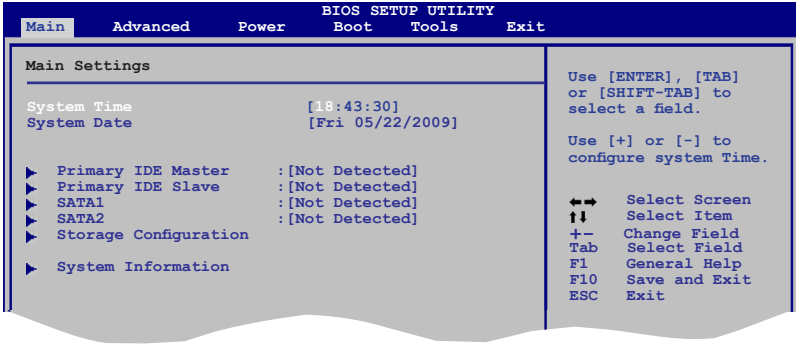 BIOS SETUP UTILITY
Main Advanced Power Boot Tools Exit
Main Settings
System Time [18:43:30]
System Date [Fri 05/22/2009]
Primary IDE Master :[Not Detected]
Primary IDE Slave :[Not Detected]
SATA1 :[Not Detected]
SATA2 :[Not Detected]
Storage Configuration
System Information
Use [ENTER], [TAB]
or [SHIFT-TAB] to
select a field.
Use [+] or [-] to
configure system Time.
←→ Select Screen
↑↓ Select Item
+- Change Field
Tab Select Field
F1 General Help
F10 Save and Exit
ESC Exit